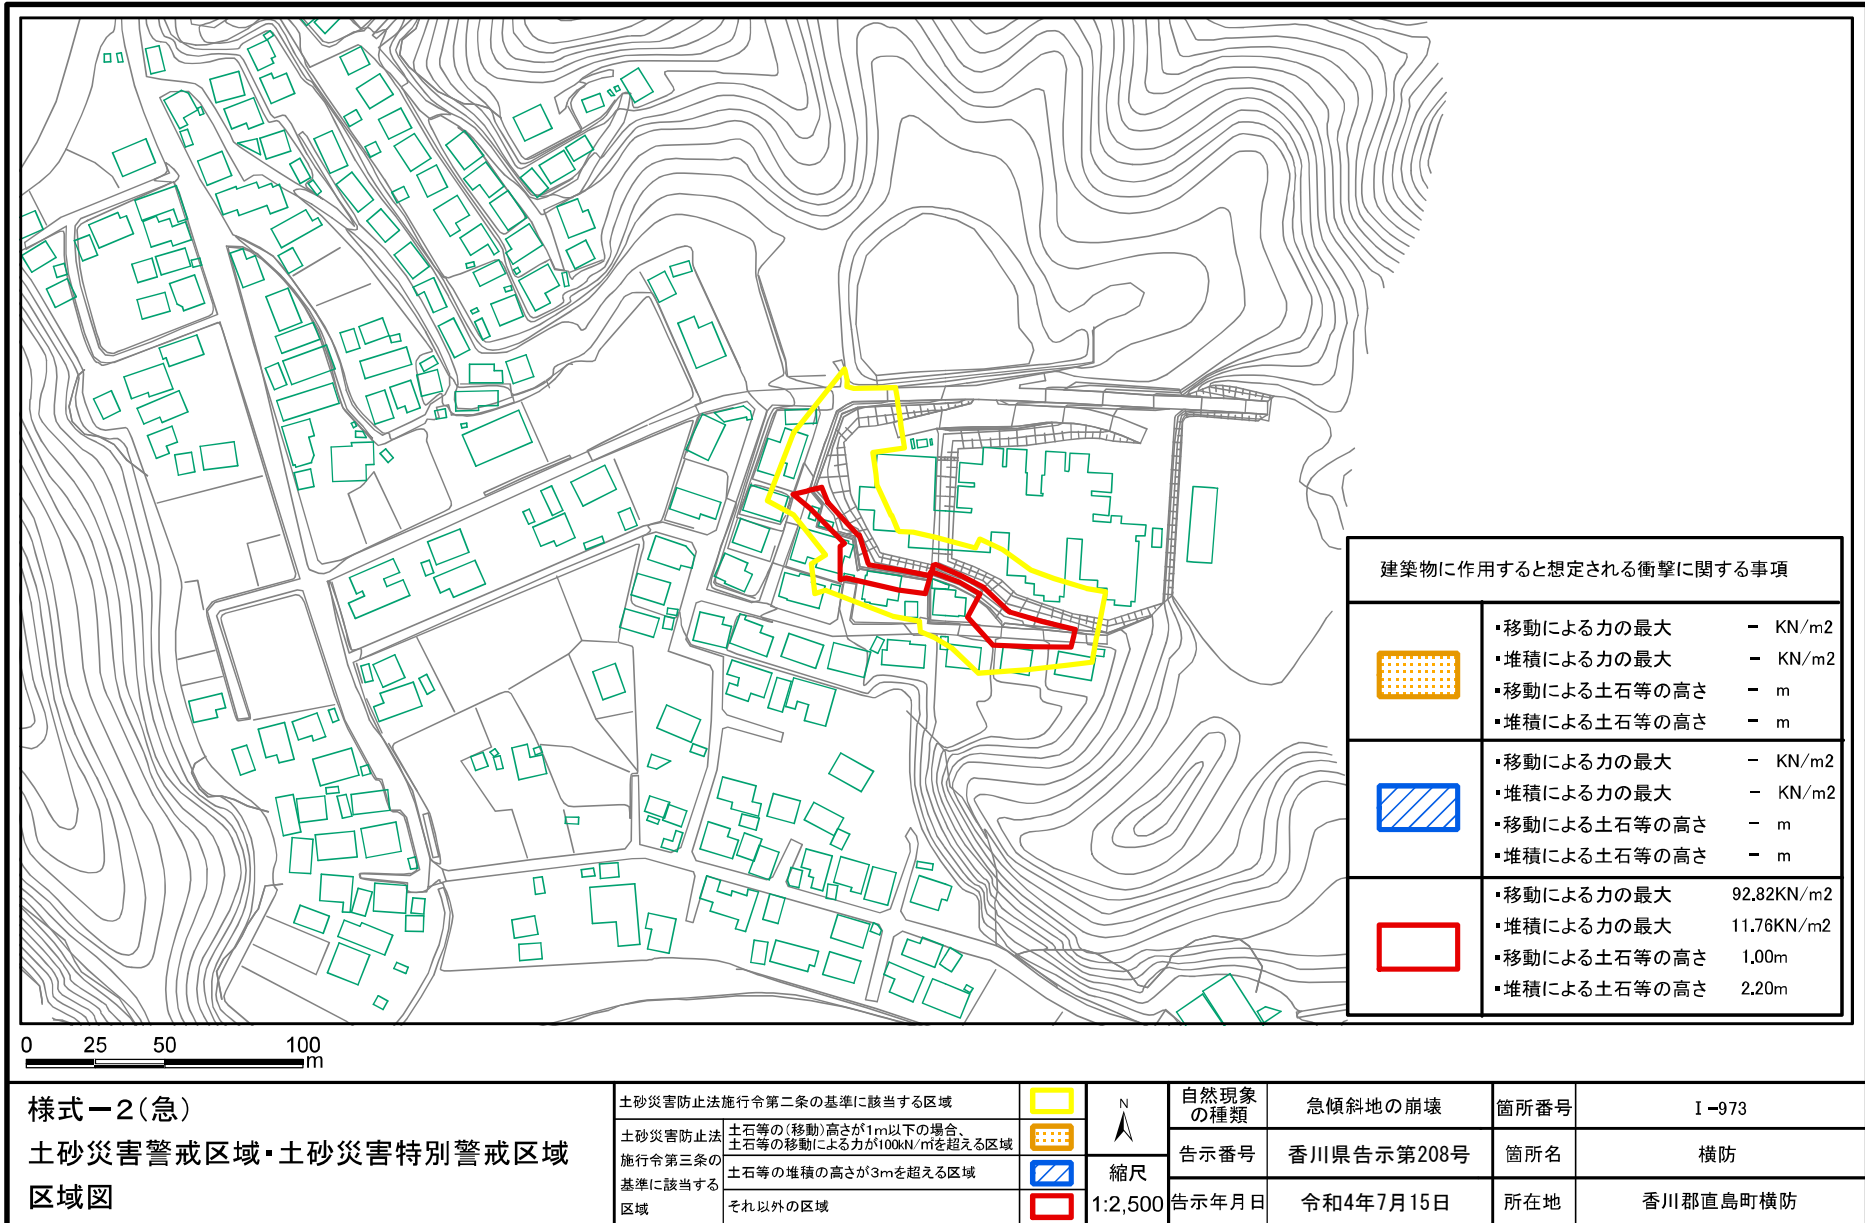 建築物に作用すると想定される衝撃に関する事項
・移動による力の最大 − KN/m2
・堆積による力の最大 − KN/m2
・移動による土石等の高さ − m
・堆積による土石等の高さ − m
・移動による力の最大 − KN/m2
・堆積による力の最大 − KN/m2
・移動による土石等の高さ − m
・堆積による土石等の高さ − m
・移動による力の最大 92.82KN/m2
・堆積による力の最大 11.76KN/m2
・移動による土石等の高さ 1.00m
・堆積による土石等の高さ 2.20m
0 25 50 100
m
様式−2(急)
土砂災害警戒区域・土砂災害特別警戒区域
区域図
土砂災害防止法施行令第二条の基準に該当する区域
土砂災害防止法
施行令第三条の
基準に該当する
区域
土石等の(移動)高さが1m以下の場合、
土石等の移動による力が100kN/㎡を超える区域
土石等の堆積の高さが3mを超える区域
それ以外の区域
N
縮尺
1:2,500
自然現象
の種類
急傾斜地の崩壊
箇所番号
I−973
告示番号
香川県告示第208号
箇所名
横防
告示年月日
令和4年7月15日
所在地
香川郡直島町横防